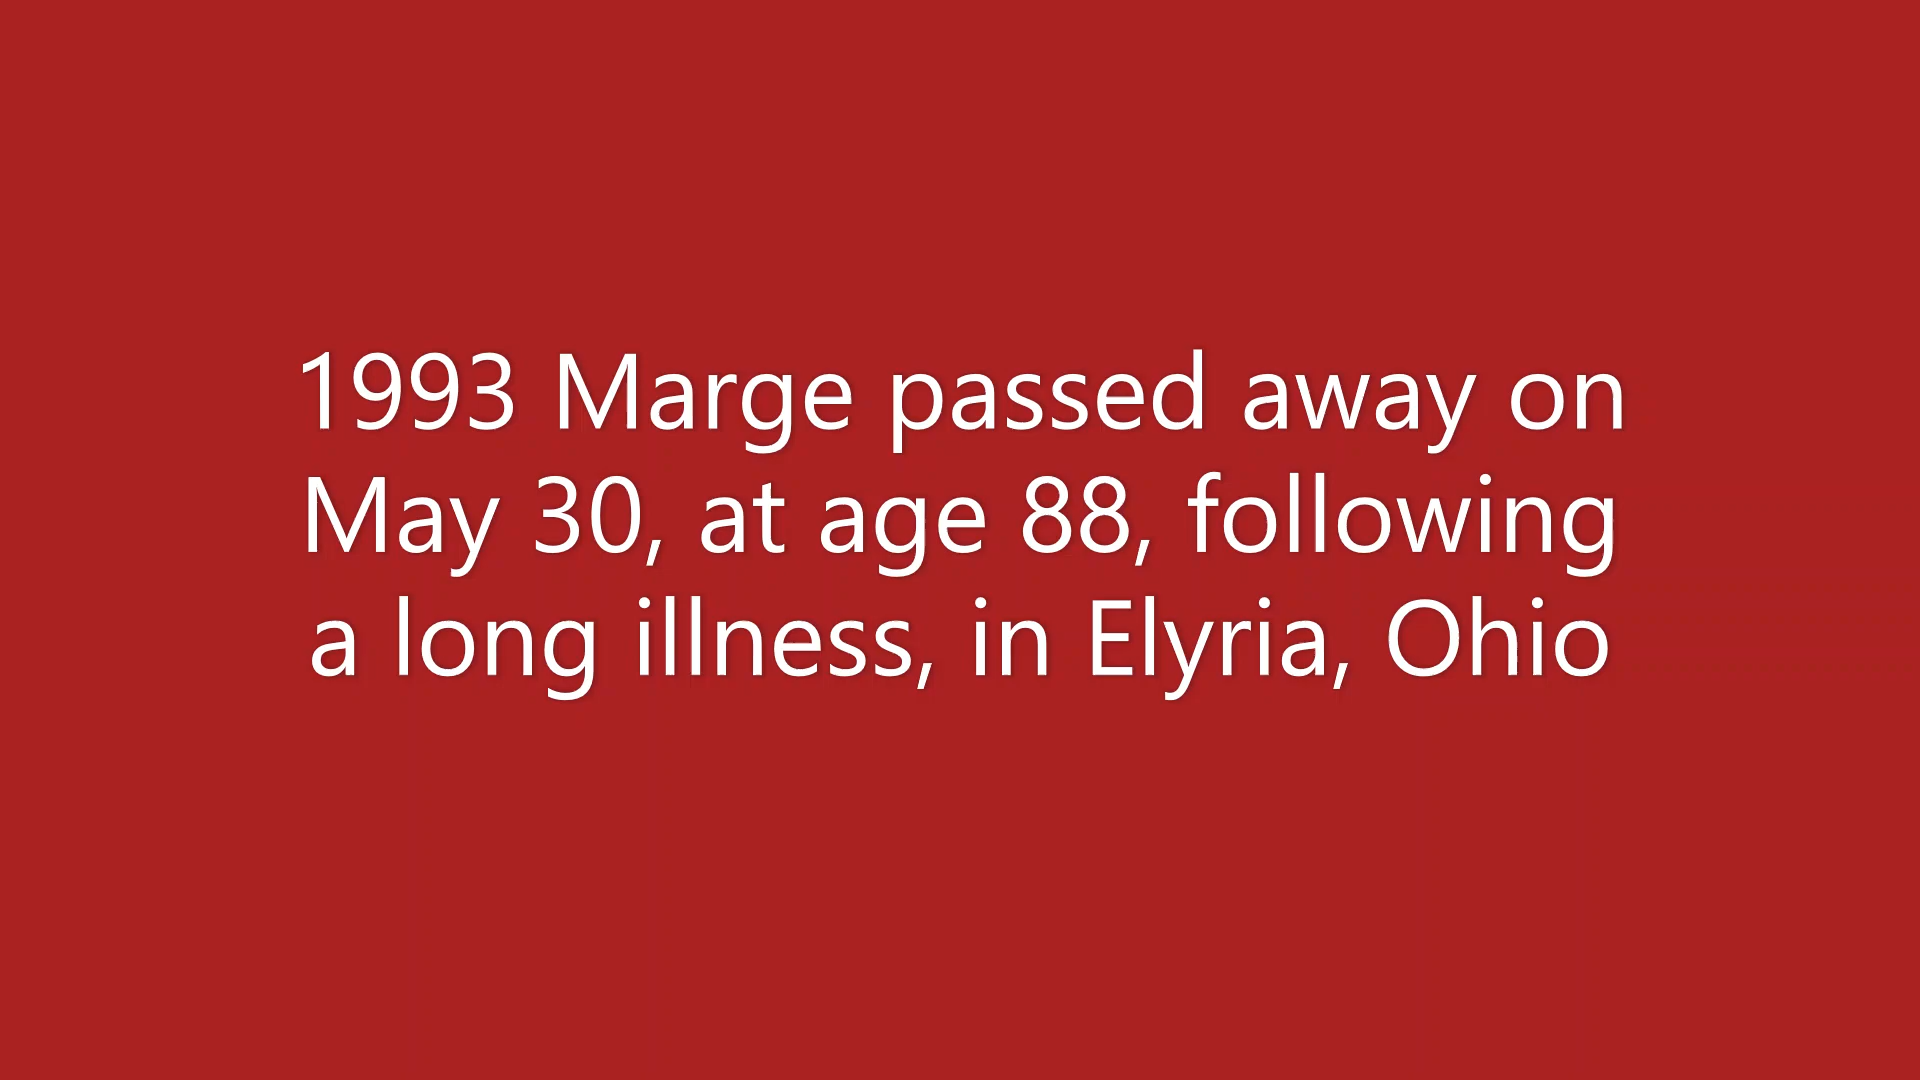 1993 Marge passed away on
May 30, at age 88, following
a long illness, in Elyria, Ohio